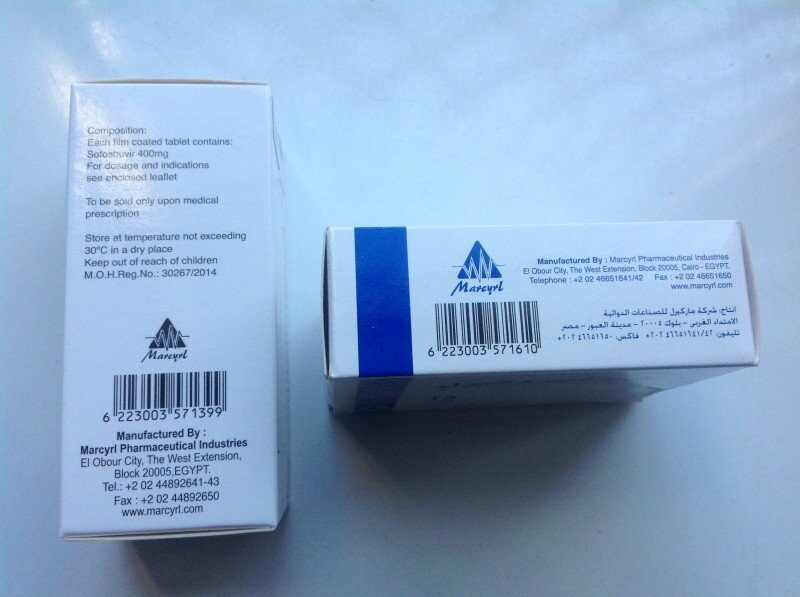 Composition:
Each film coated tablet contains:
Sofosbuvir 400mg
For dosage and indications
see enclosed leaflet
To be sold only upon medical
prescription
Store at temperature not exceeding
30°C in a dry place
Keep out of reach of children
M.O.H.Reg.No.: 30267/2014
Marcyrl
6 223003 571399
Manufactured By :
Marcyrl Pharmaceutical Industries
El Obour City, The West Extension,
Block 20005,EGYPT.
Tel.: +2 02 44892641-43
Fax : +2 02 44892650
www.marcyrl.com
Marcyrl
6 223003 571610
Manufactured By : Marcyrl Pharmaceutical Industries
El Obour City, The West Extension, Block 20005, Cairo - EGYPT.
Telephone : +2 02 46651641/42 Fax : +2 02 46651650
www.marcyrl.com
انتاج: شركة ماركيرل للصناعات الدوائية
الامتداد الغربى - بلوك ٢٠٠٠٥ - مدينة العبور - مصر
تليفون: ٤٦٦٥١٦٤١/٤٢ ٢٠٢+ فاكس: ٤٦٦٥١٦٥٠ ٢٠٢+